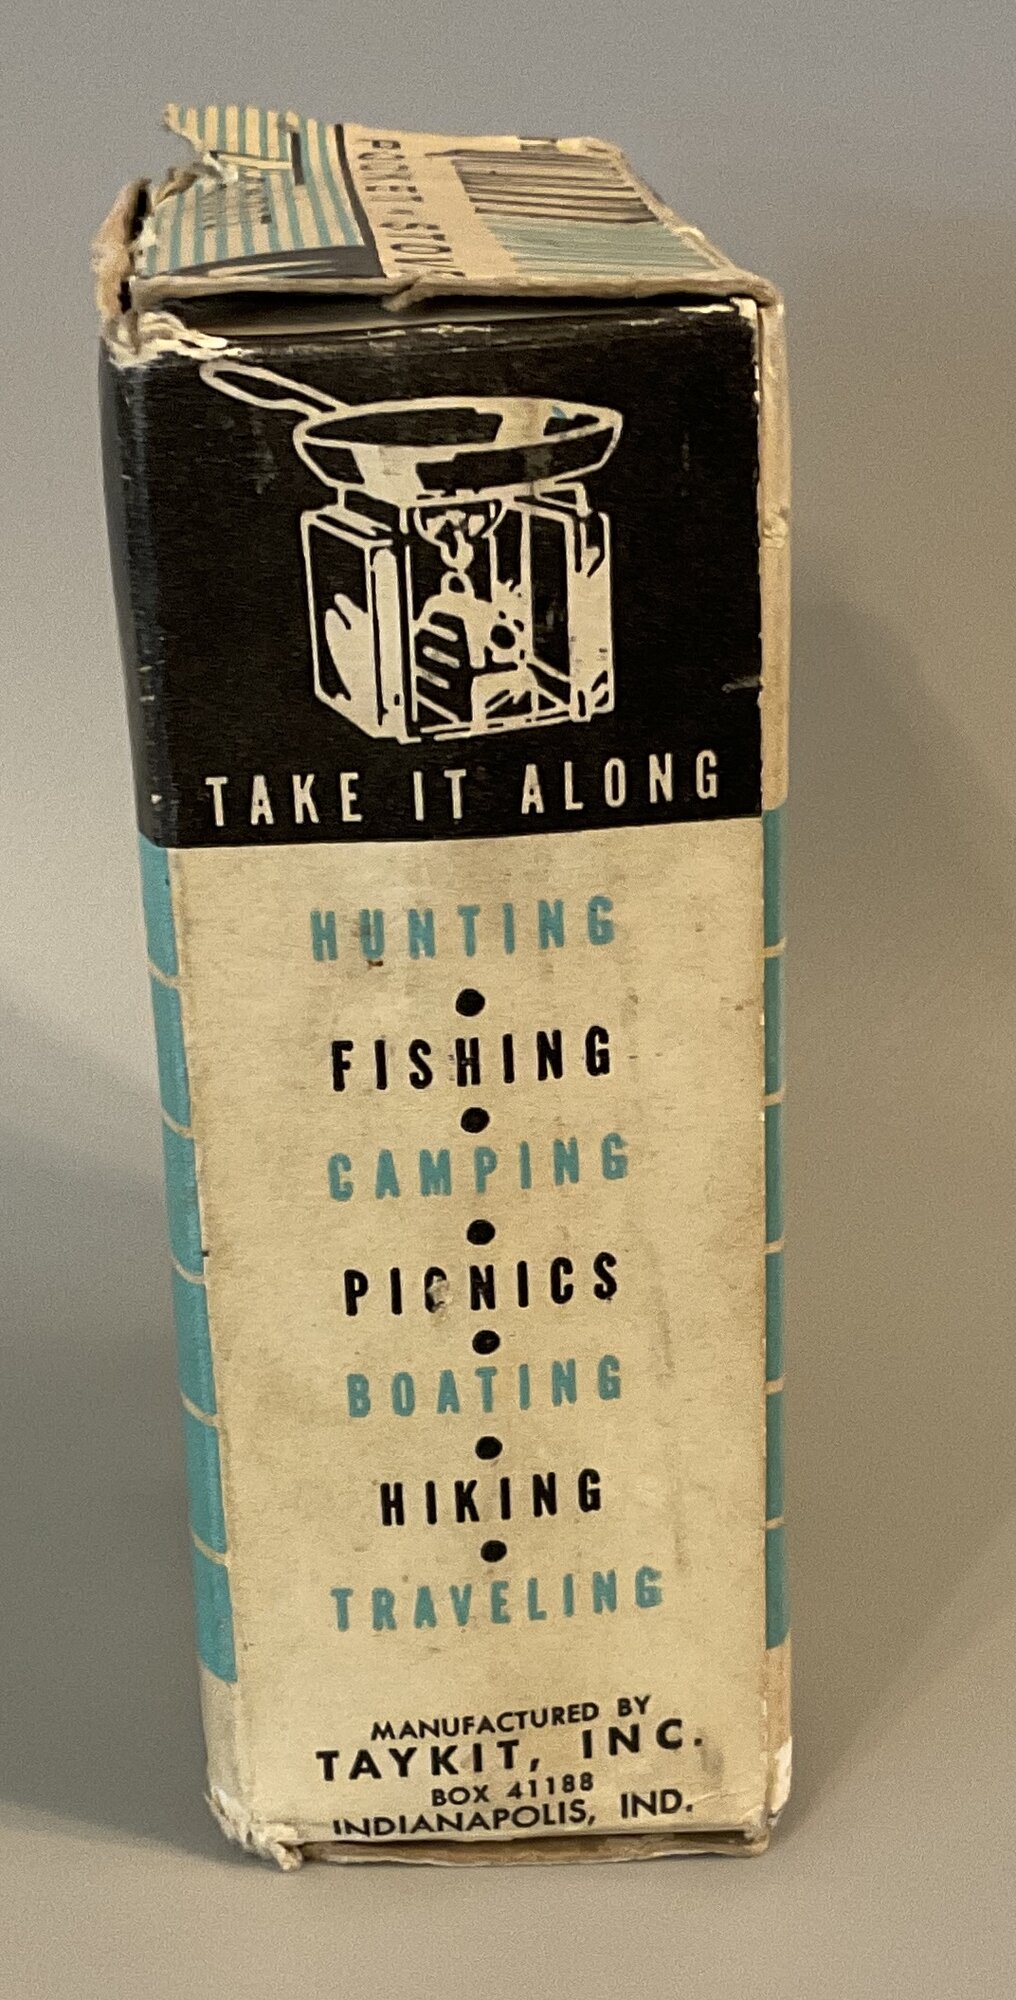 POCKET-STOVE
TAKE IT ALONG
HUNTING
•
FISHING
•
CAMPING
•
PICNICS
•
BOATING
•
HIKING
•
TRAVELING
MANUFACTURED BY
TAYKIT, INC.
BOX 41188
INDIANAPOLIS, IND.